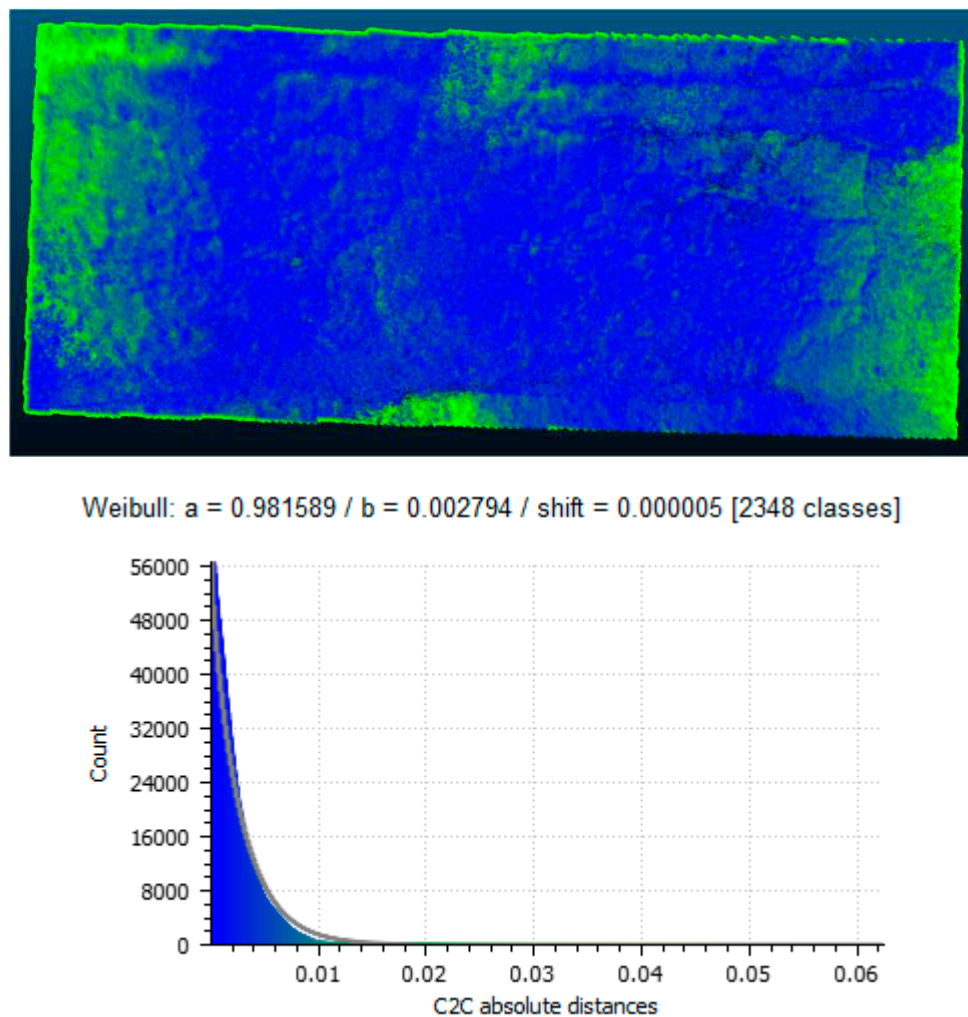 Weibull: a = 0.981589 / b = 0.002794 / shift = 0.000005 [2348 classes]
56000
48000
40000
32000
24000
16000
8000
0
Count
0.01 0.02 0.03 0.04 0.05 0.06
C2C absolute distances